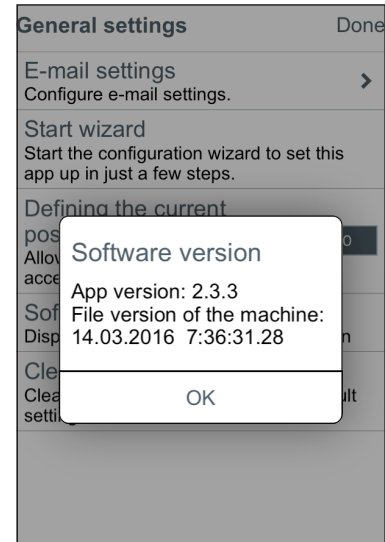 General settings Done
E-mail settings
Configure e-mail settings.
Start wizard
Start the configuration wizard to set this
app up in just a few steps.
Defining the current
Software version
App version: 2.3.3
File version of the machine:
14.03.2016 7:36:31.28
OK